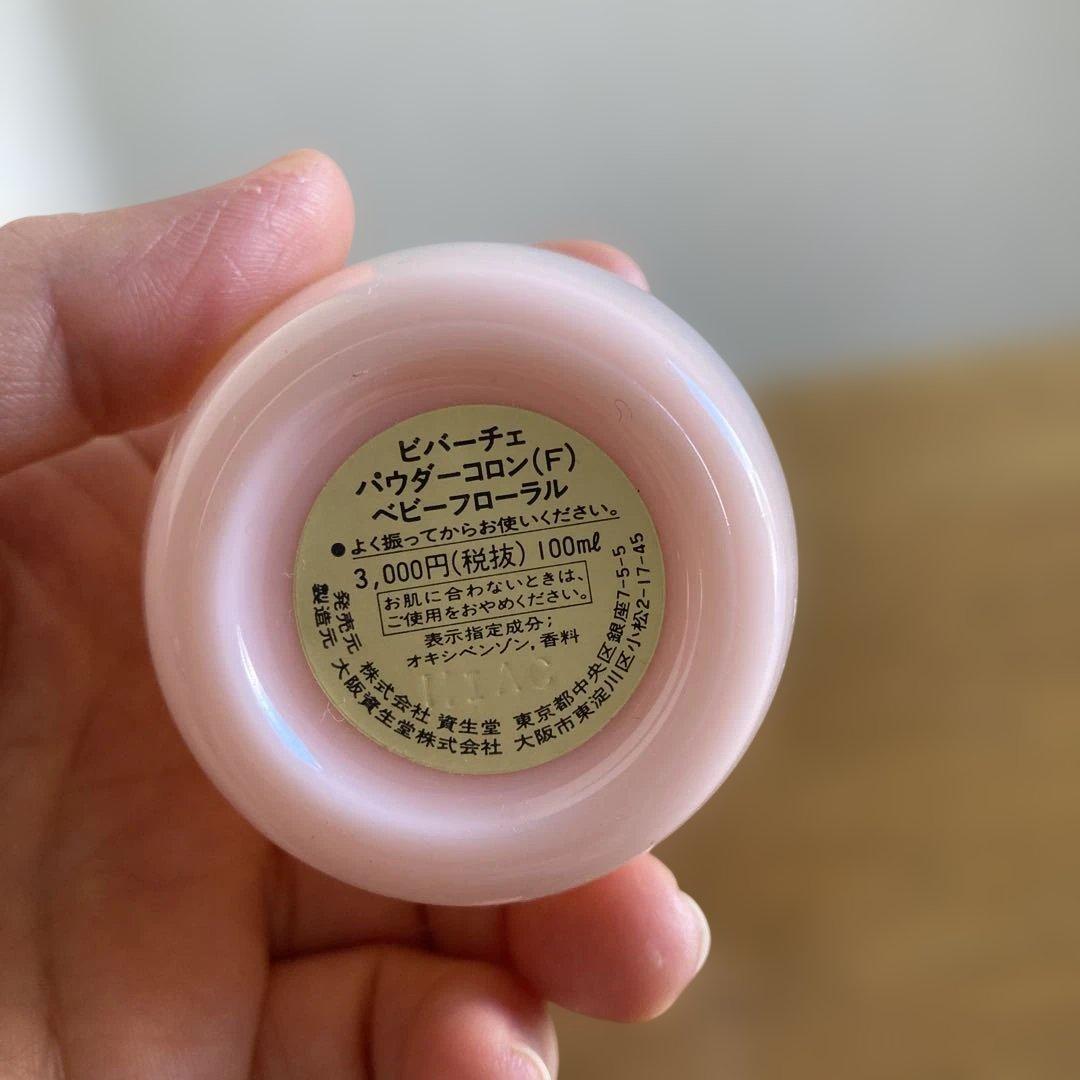 ビバーチェ
パウダーコロン(F)
ベビーフローラル
●よく振ってからお使いください。
3,000円(税抜) 100ml
お肌に合わないときは、
ご使用をおやめください。
表示指定成分;
オキシベンゾン,香料
発売元 株式会社 資生堂 東京都中央区銀座7-5-5
製造元 大阪資生堂株式会社 大阪市東淀川区小松2-17-45